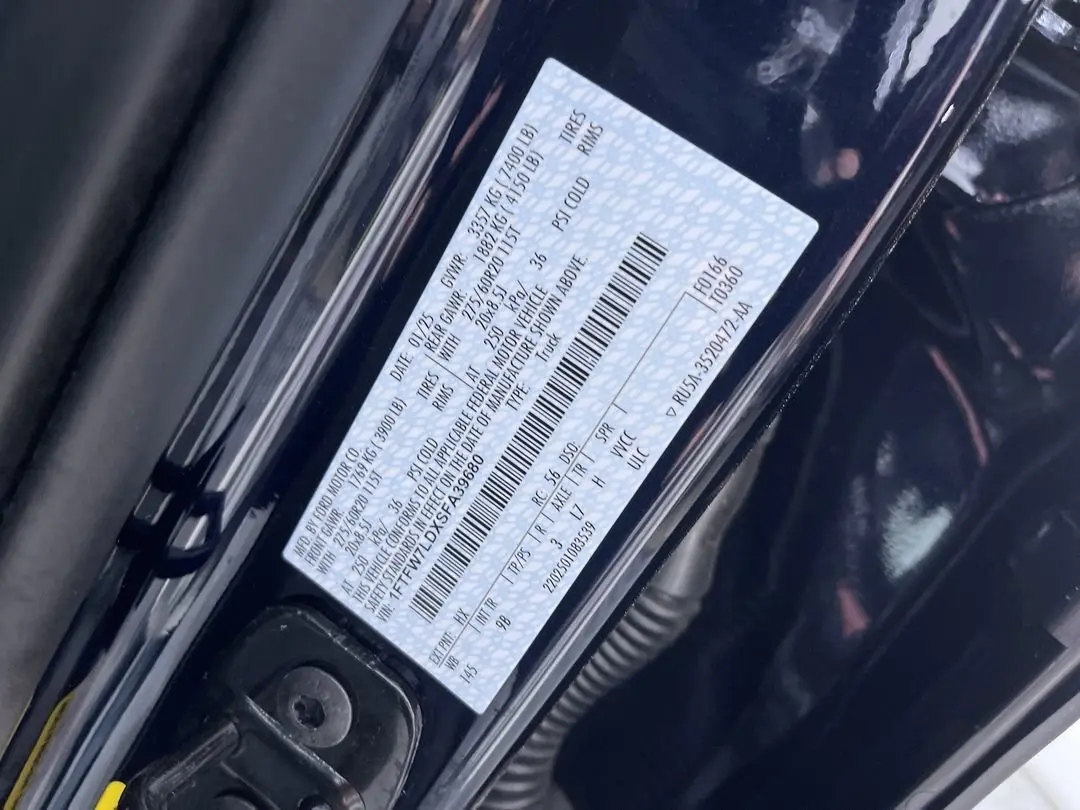 MFD BY FORD MOTOR CO. DATE: 01/25 GVWR: 3357 KG ( 7400 LB)
FRONT GAWR: 1769 KG ( 3900 LB) REAR GAWR: 1882 KG ( 4150 LB)
WITH 275/60R20 115T TIRES WITH 275/60R20 115T TIRES
20x8.5J RIMS 20x8.5J RIMS
AT 250 kPa/ 36 PSI COLD AT 250 kPa/ 36 PSI COLD
THIS VEHICLE CONFORMS TO ALL APPLICABLE FEDERAL MOTOR VEHICLE
SAFETY STANDARDS IN EFFECT ON THE DATE OF MANUFACTURE SHOWN ABOVE.
VIN: 1FTFW7LDXSFA39680 TYPE: Truck
EXT PNT: HX RC: 56 DSO: F0166
WB INT TR TP/PS R AXLE TR SPR T0360
145 9B 3 L7 H VVCC
2202501083539 UIC ▽ RU5A-3520472-AA